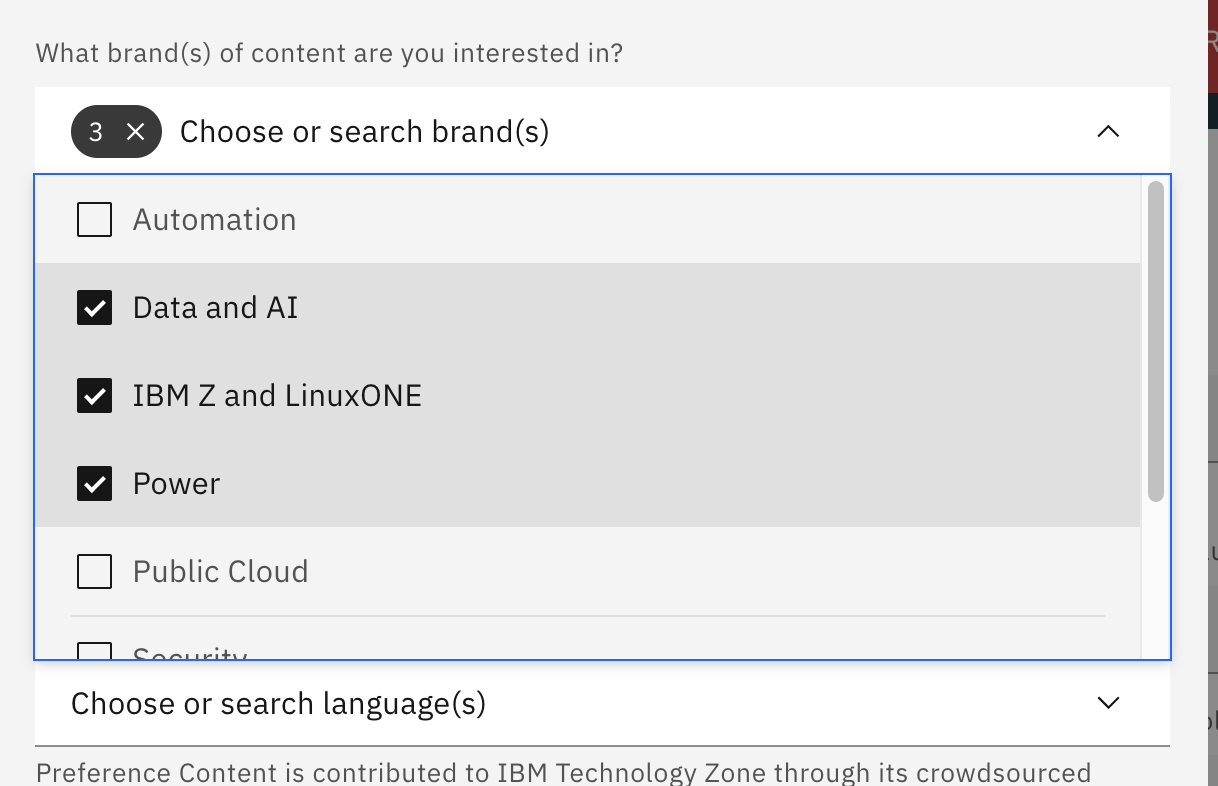 What brand(s) of content are you interested in?
3 Choose or search brand(s)
Automation
Data and AI
IBM Z and LinuxONE
Power
Public Cloud
Security
Choose or search language(s)
Preference Content is contributed to IBM Technology Zone through its crowdsourced